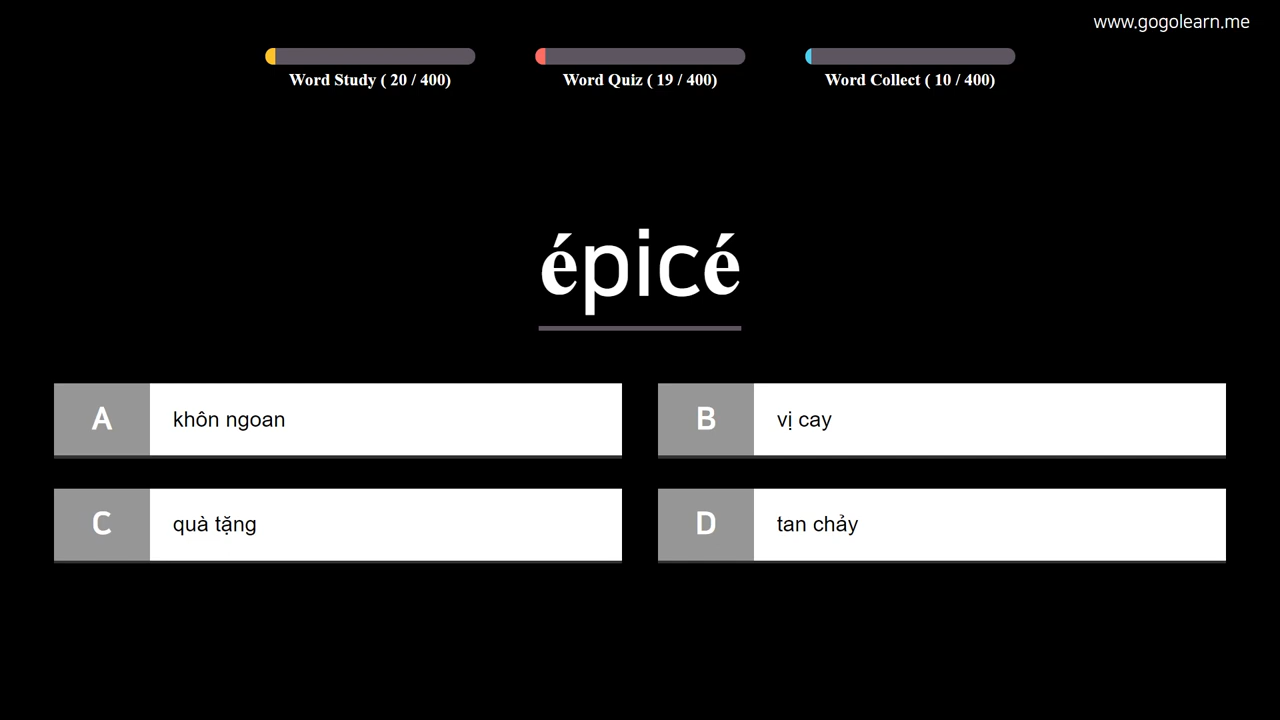 www.gogolearn.me
Word Study ( 20 / 400)
Word Quiz ( 19 / 400)
Word Collect ( 10 / 400)
épicé
A khôn ngoan
B vị cay
C quà tặng
D tan chảy